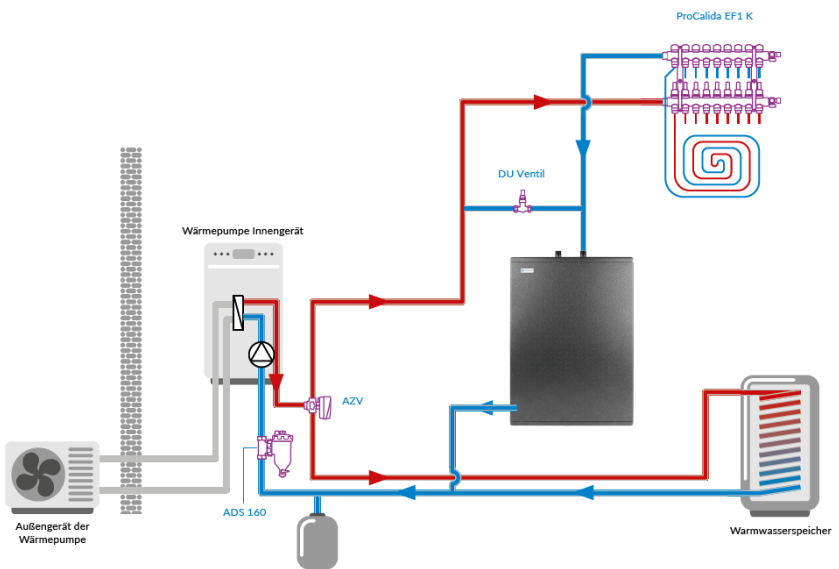 ProCalida EF1 K
DU Ventil
Wärmepumpe Innengerät
AZV
ADS 160
Außengerät der
Wärmepumpe
Warmwasserspeicher